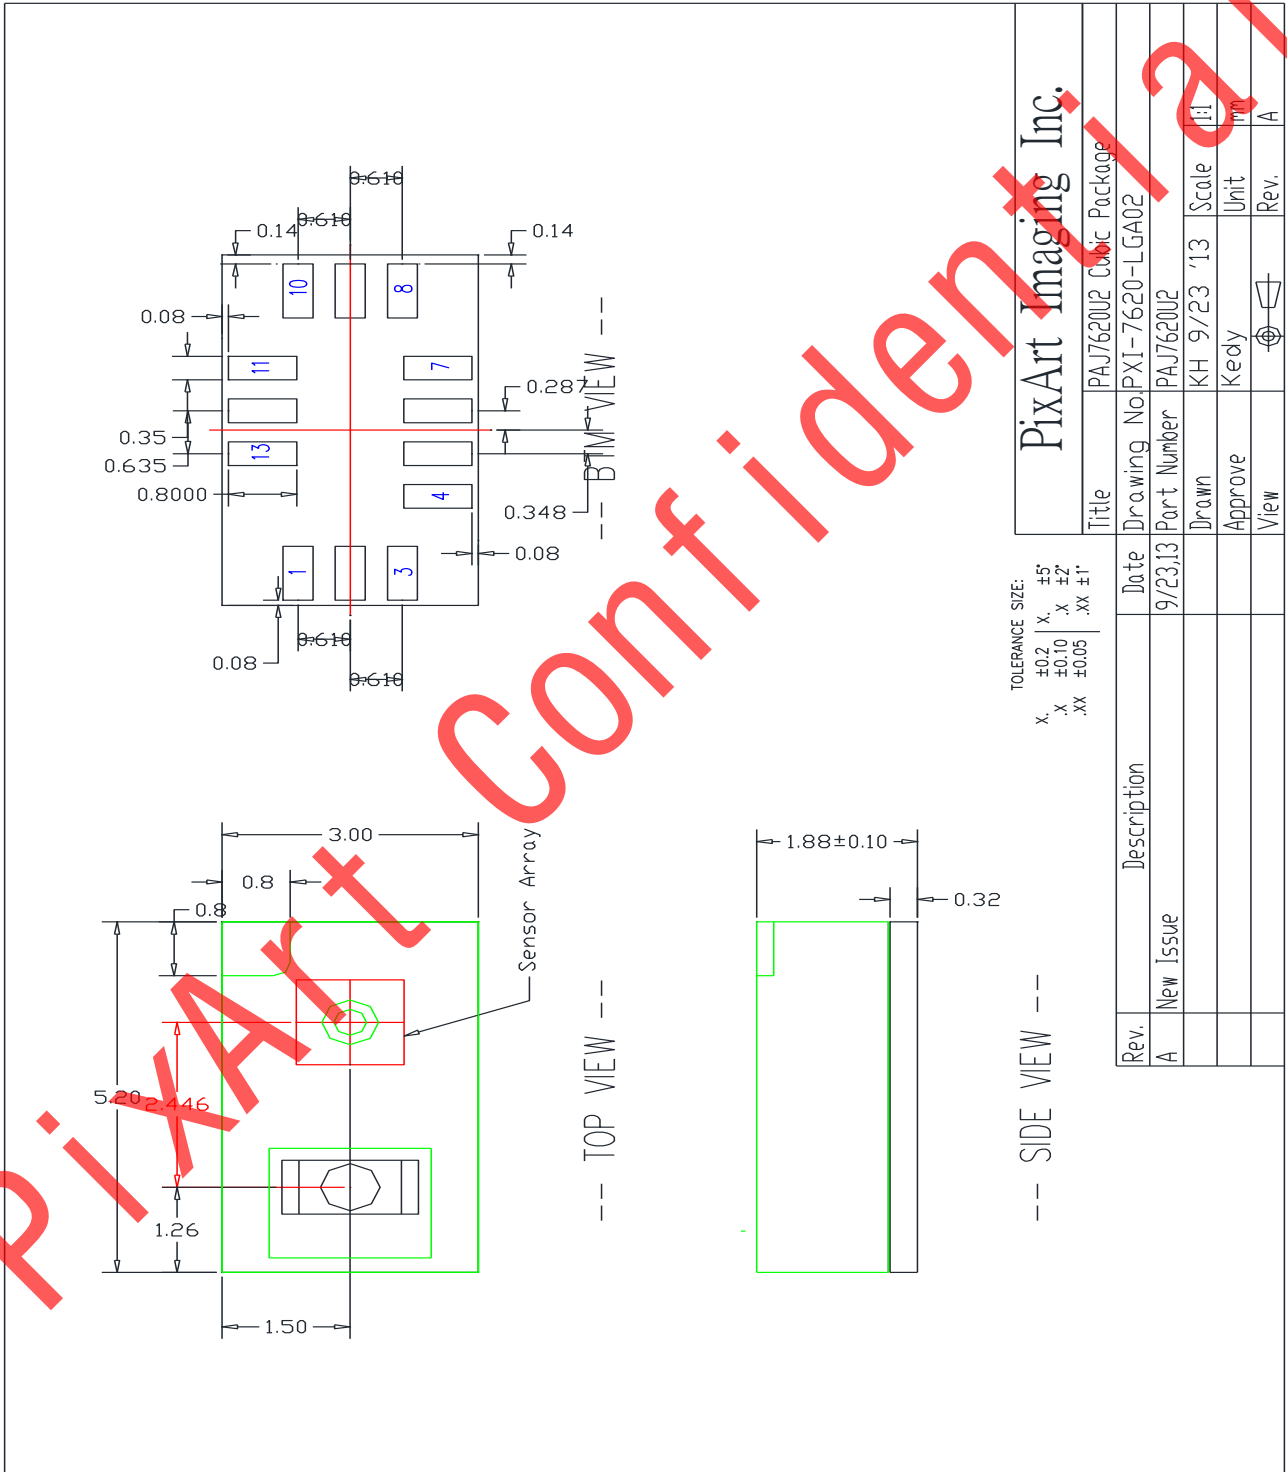 0.610
0.610
0.14
0.14
10
8
0.08
11
7
0.287
0.35
0.635
13
0.8000
4
0.348
0.08
1
3
0.08
0.610
0.610
-- BTM VIEW --
3.00
0.8
0.8
Sensor Array
5.20
2.446
1.26
1.50
-- TOP VIEW --
1.88±0.10
0.32
-- SIDE VIEW --
TOLERANCE SIZE:
X. ±0.2 X. ±5°
.X ±0.10 .X ±2°
.XX ±0.05 .XX ±1°
PixArt Imaging Inc.
Title PAJ7620U2 Cubic Package
Drawing No. PXI-7620-LGA02
Part Number PAJ7620U2
Drawn KH 9/23 '13 Scale 1:1
Approve Kedy Unit mm
View Rev. A
Rev. Description Date
A New Issue 9/23,13
PixArt Confidential